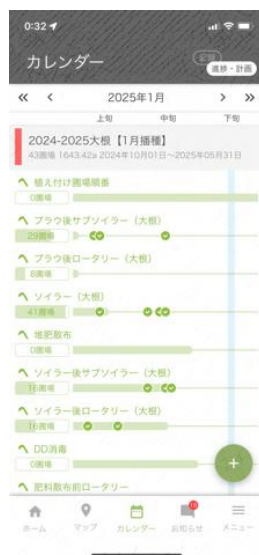 0:32
カレンダー
進捗・計画
2025年1月
上旬 中旬 下旬
2024-2025大根【1月播種】
43圃場 1643.42a 2024年10月01日〜2025年05月31日
植え付け圃場順番
0圃場
プラウ後サブソイラー（大根）
29圃場
プラウ後ロータリー（大根）
6圃場
ソイラー（大根）
41圃場
堆肥散布
0圃場
ソイラー後サブソイラー（大根）
16圃場
ソイラー後ロータリー（大根）
16圃場
DD消毒
0圃場
肥料散布前ロータリー
ホーム マップ カレンダー お知らせ メニュー